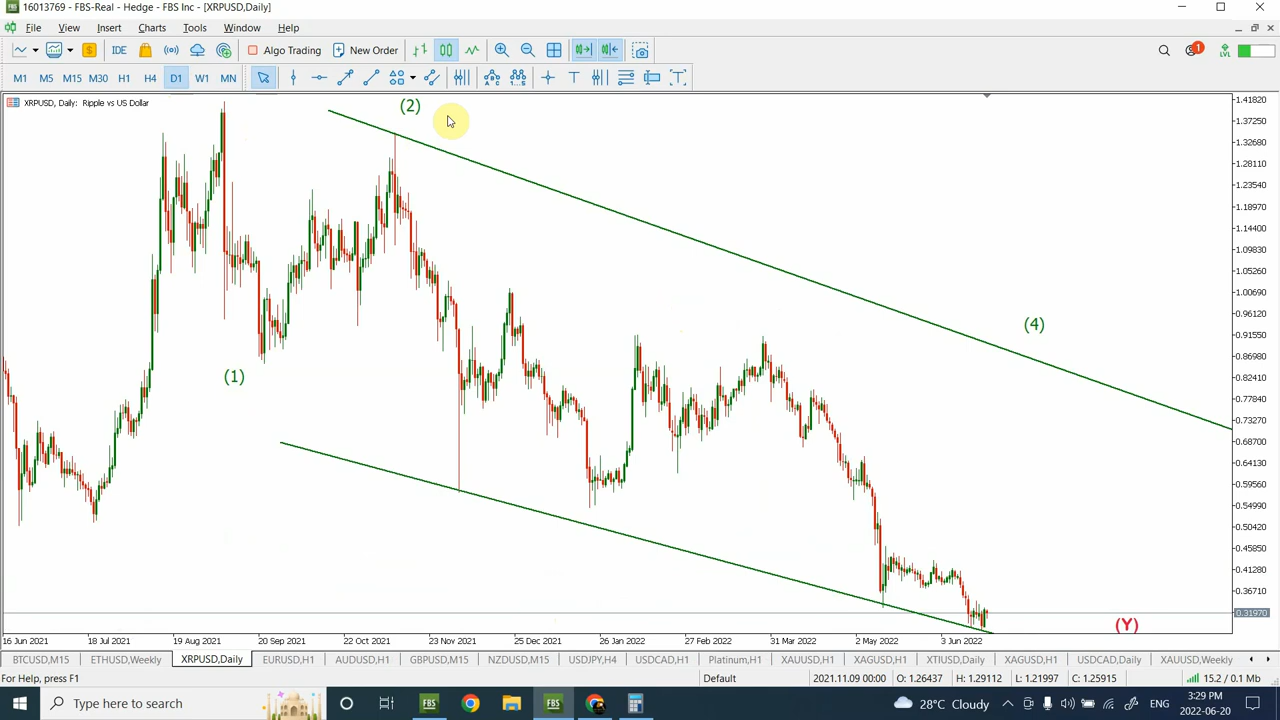 16013769 - FBS-Real - Hedge - FBS Inc - [XRPUSD,Daily]
File View Insert Charts Tools Window Help
IDE Algo Trading New Order 1 LVL
M1 M5 M15 M30 H1 H4 D1 W1 MN
XRPUSD, Daily: Ripple vs US Dollar
(2)
(4)
(1)
(Y)
1.41820
1.37250
1.32680
1.28110
1.23540
1.18970
1.14400
1.09830
1.05260
1.00690
0.96120
0.91550
0.86980
0.82410
0.77840
0.73270
0.68700
0.64130
0.59560
0.54990
0.50420
0.45850
0.41280
0.36710
0.31970
16 Jun 2021 18 Jul 2021 19 Aug 2021 20 Sep 2021 22 Oct 2021 23 Nov 2021 25 Dec 2021 26 Jan 2022 27 Feb 2022 31 Mar 2022 2 May 2022 3 Jun 2022
BTCUSD,M15 ETHUSD,Weekly XRPUSD,Daily EURUSD,H1 AUDUSD,H1 GBPUSD,M15 NZDUSD,M15 USDJPY,H4 USDCAD,H1 Platinum,H1 XAUUSD,H1 XAGUSD,H1 XTIUSD,Daily XAGUSD,H1 USDCAD,Daily XAUUSD,Weekly
For Help, press F1 Default 2021.11.09 00:00 O: 1.26437 H: 1.29112 L: 1.21997 C: 1.25915 15.2 / 0.1 Mb
Type here to search FBS FBS 28°C Cloudy 3:29 PM
2022-06-20